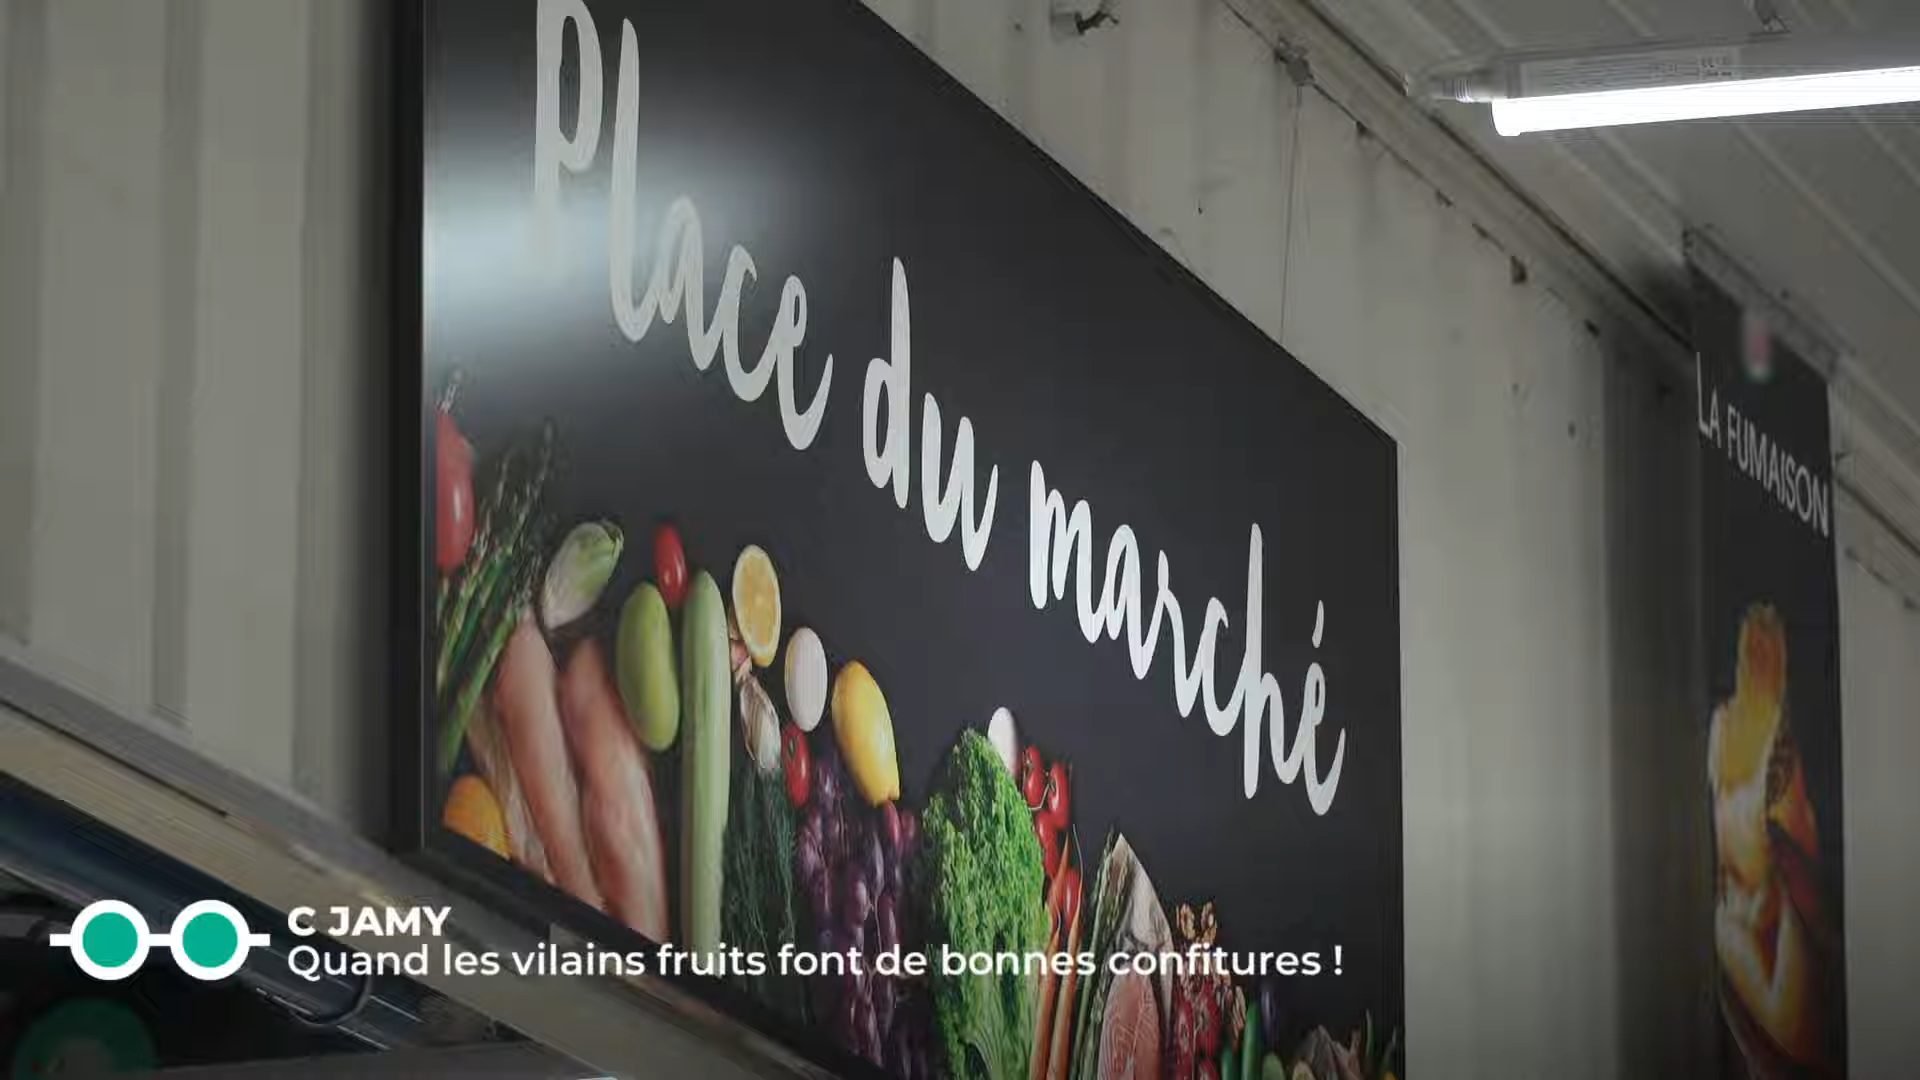 Place du marché
LA FUMAISON
C JAMY
Quand les vilains fruits font de bonnes confitures !